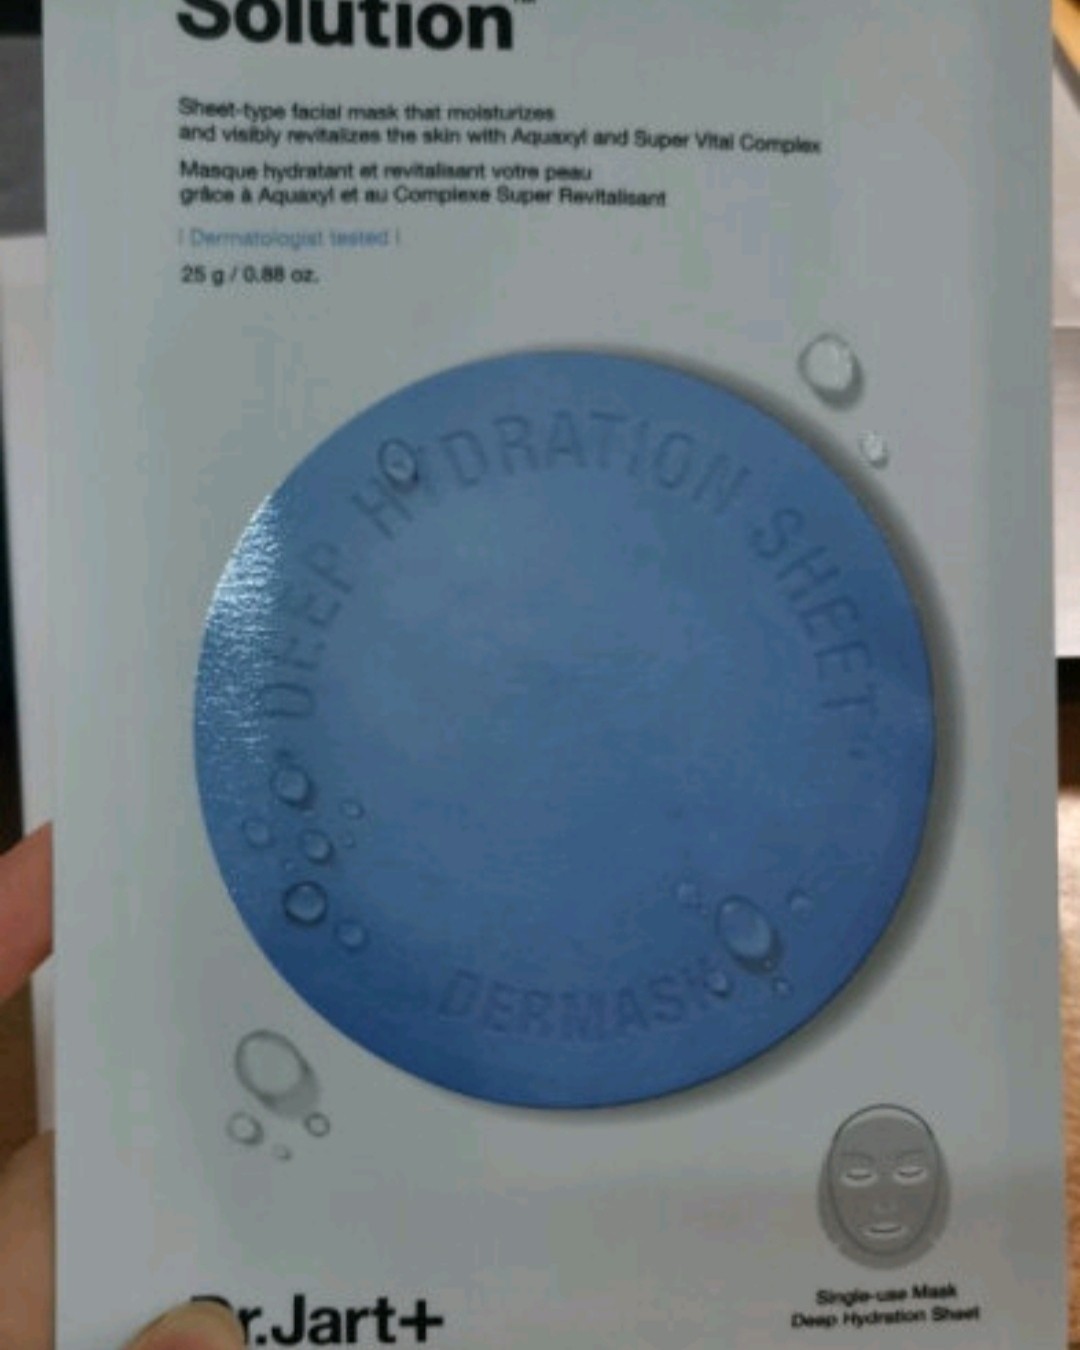 Solution™
Sheet-type facial mask that moisturizes
and visibly revitalizes the skin with Aquaxyl and Super Vital Complex
Masque hydratant et revitalisant votre peau
grâce à Aquaxyl et au Complexe Super Revitalisant
| Dermatologist tested |
25 g / 0.88 oz.
DEEP HYDRATION SHEET
DERMASK
Single-use Mask
Deep Hydration Sheet
Dr.Jart+